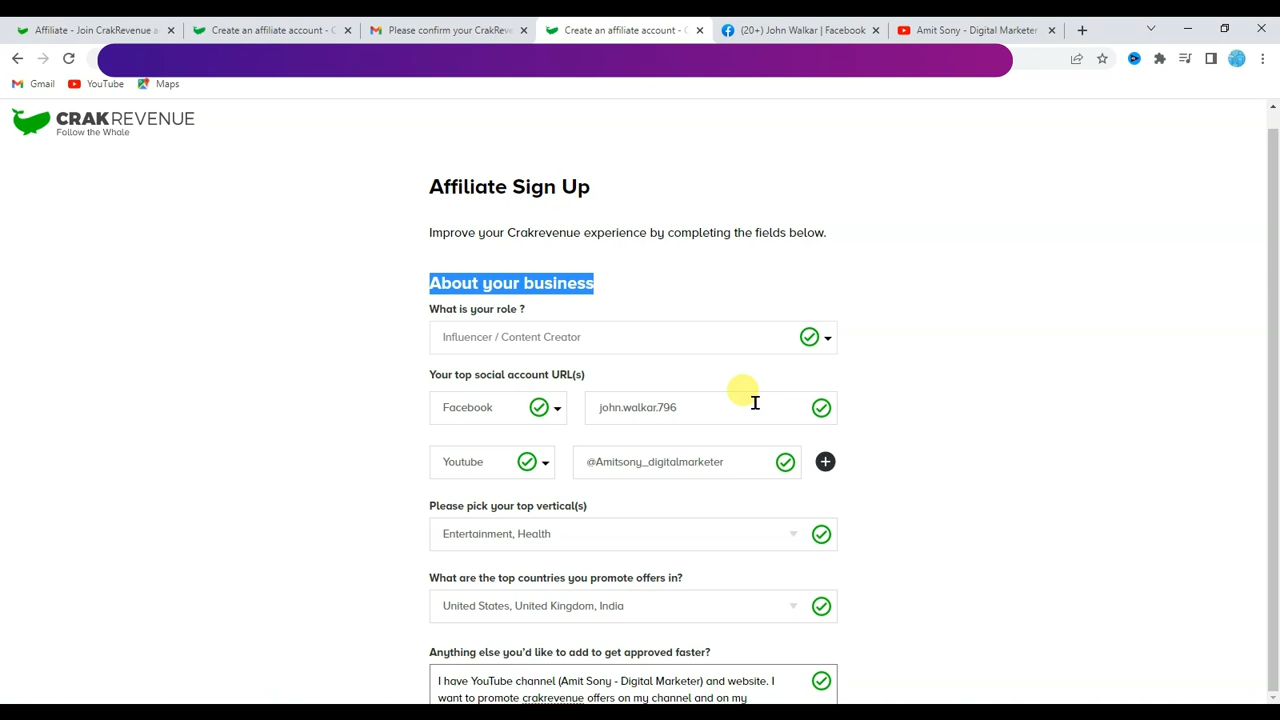 Affiliate - Join CrakRevenue a
Create an affiliate account - C
Please confirm your CrakReve
Create an affiliate account - C
(20+) John Walkar | Facebook
Amit Sony - Digital Marketer
Gmail
YouTube
Maps
CRAKREVENUE
Follow the Whale
Affiliate Sign Up
Improve your Crakrevenue experience by completing the fields below.
About your business
What is your role ?
Influencer / Content Creator
Your top social account URL(s)
Facebook
john.walkar.796
Youtube
@Amitsony_digitalmarketer
Please pick your top vertical(s)
Entertainment, Health
What are the top countries you promote offers in?
United States, United Kingdom, India
Anything else you'd like to add to get approved faster?
I have YouTube channel (Amit Sony - Digital Marketer) and website. I
want to promote crakrevenue offers on my channel and on my